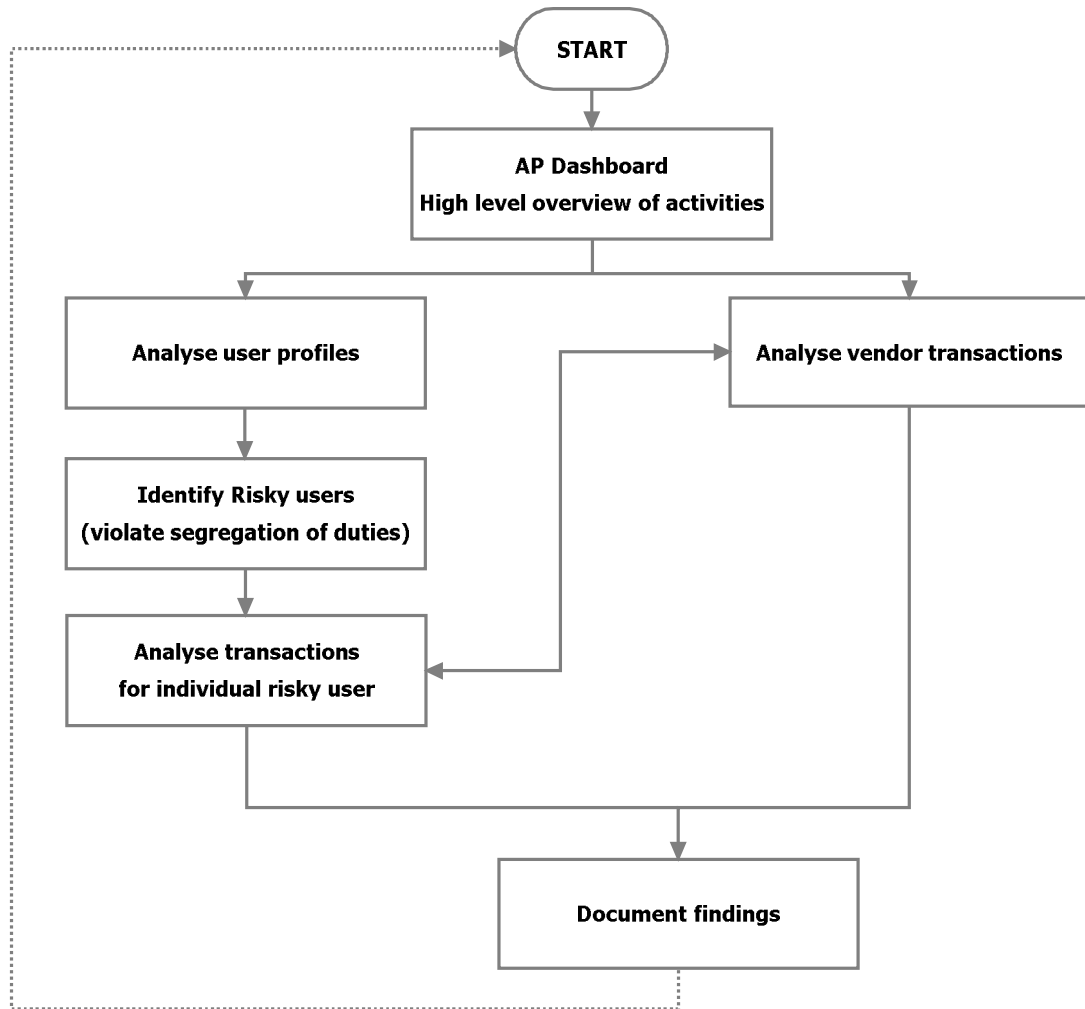 START
AP Dashboard
High level overview of activities
Analyse user profiles
Analyse vendor transactions
Identify Risky users
(violate segregation of duties)
Analyse transactions
for individual risky user
Document findings